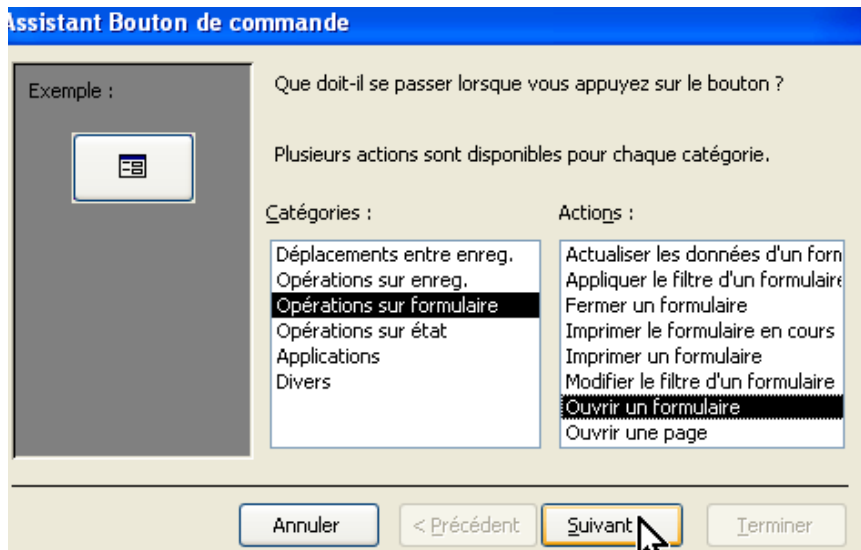 Assistant Bouton de commande
Exemple :
Que doit-il se passer lorsque vous appuyez sur le bouton ?
Plusieurs actions sont disponibles pour chaque catégorie.
Catégories :
Déplacements entre enreg.
Opérations sur enreg.
Opérations sur formulaire
Opérations sur état
Applications
Divers
Actions :
Actualiser les données d'un form
Appliquer le filtre d'un formulaire
Fermer un formulaire
Imprimer le formulaire en cours
Imprimer un formulaire
Modifier le filtre d'un formulaire
Ouvrir un formulaire
Ouvrir une page
Annuler
< Précédent
Suivant
Terminer